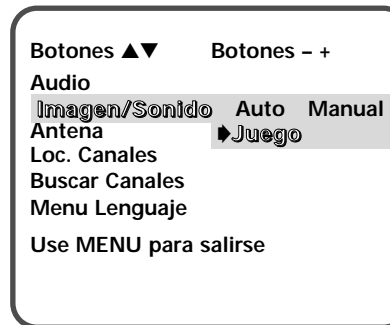 Botones ▲▼ Botones – +
Audio
Imagen/Sonido Auto Manual
Antena ➧Juego
Loc. Canales
Buscar Canales
Menu Lenguaje
Use MENU para salirse